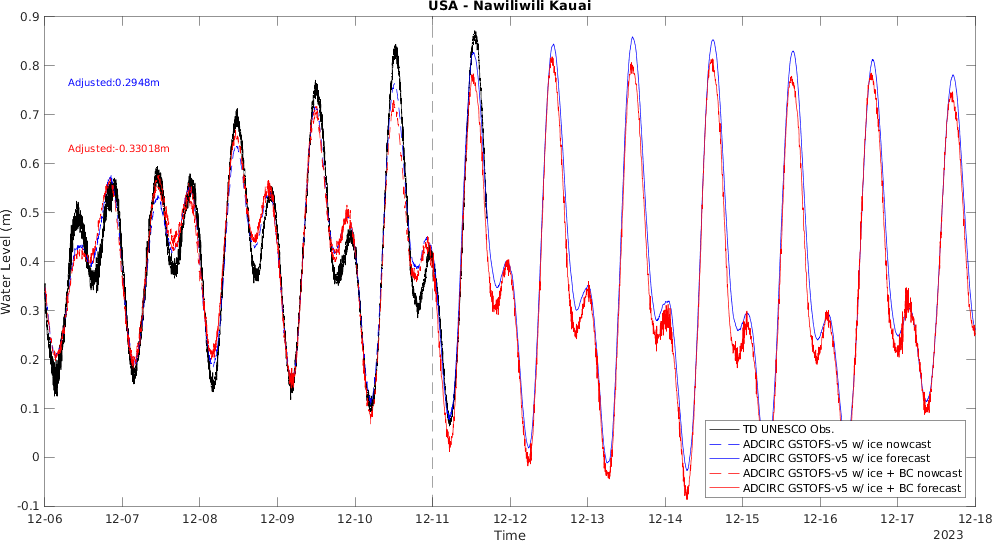 USA - Nawiliwili Kauai
0.9
0.8
0.7
0.6
0.5
0.4
0.3
0.2
0.1
0
-0.1
Water Level (m)
Adjusted:0.2948m
Adjusted:-0.33018m
TD UNESCO Obs.
ADCIRC GSTOFS-v5 w/ ice nowcast
ADCIRC GSTOFS-v5 w/ ice forecast
ADCIRC GSTOFS-v5 w/ice + BC nowcast
ADCIRC GSTOFS-v5 w/ice + BC forecast
12-06 12-07 12-08 12-09 12-10 12-11 12-12 12-13 12-14 12-15 12-16 12-17 12-18
Time
2023